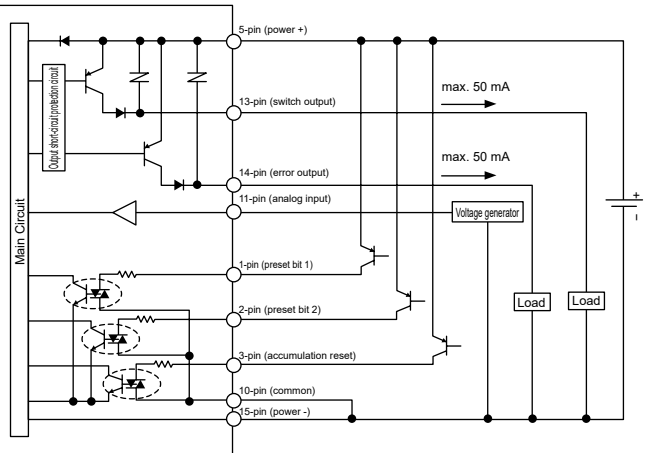 5-pin (power +)
Output short-circuit protection circuit
max. 50 mA
13-pin (switch output)
max. 50 mA
14-pin (error output)
11-pin (analog input)
Voltage generator
Main Circuit
+
-
1-pin (preset bit 1)
2-pin (preset bit 2)
Load
Load
3-pin (accumulation reset)
10-pin (common)
15-pin (power -)